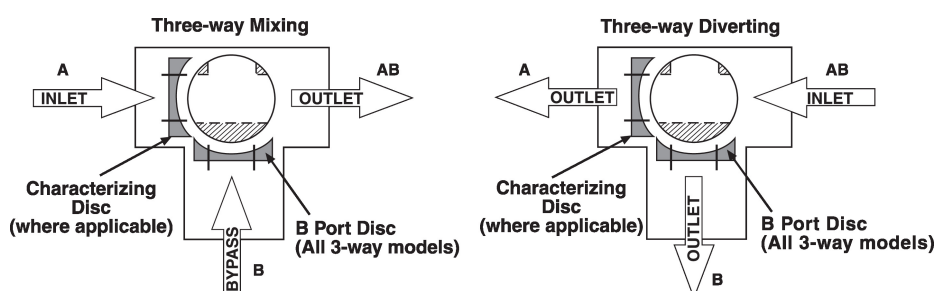 Three-way Mixing
A
INLET
AB
OUTLET
Characterizing
Disc
(where applicable)
B Port Disc
(All 3-way models)
BYPASS
B
Three-way Diverting
A
OUTLET
AB
INLET
Characterizing
Disc
(where applicable)
B Port Disc
(All 3-way models)
OUTLET
B